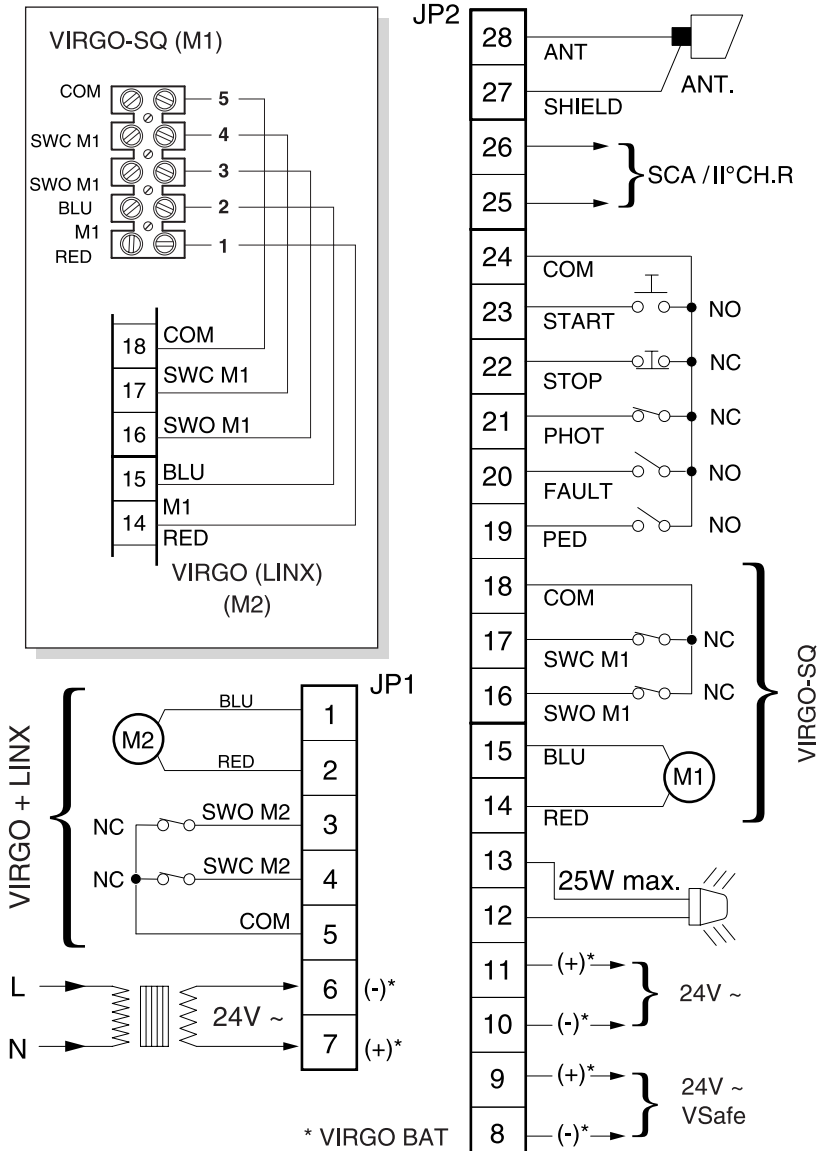 VIRGO-SQ (M1)
COM
5
SWC M1
4
3
SWO M1
BLU
2
M1
RED
1
18 COM
17 SWC M1
16 SWO M1
15 BLU
14 M1
RED
VIRGO (LINX)
(M2)
JP1
VIRGO + LINX
M2
BLU 1
RED 2
NC SWO M2 3
NC SWC M2 4
COM 5
L 24V ~ 6 (-)*
N 7 (+)*
* VIRGO BAT
JP2
28 ANT
ANT.
27 SHIELD
26
SCA /II°CH.R
25
24 COM
23 START NO
22 STOP NC
21 PHOT NC
20 FAULT NO
19 PED NO
18 COM
17 SWC M1 NC
16 SWO M1 NC
15 BLU
M1
14 RED
VIRGO-SQ
13 25W max.
12
11 (+)*
24V ~
10 (-)*
9 (+)*
24V ~
VSafe
8 (-)*